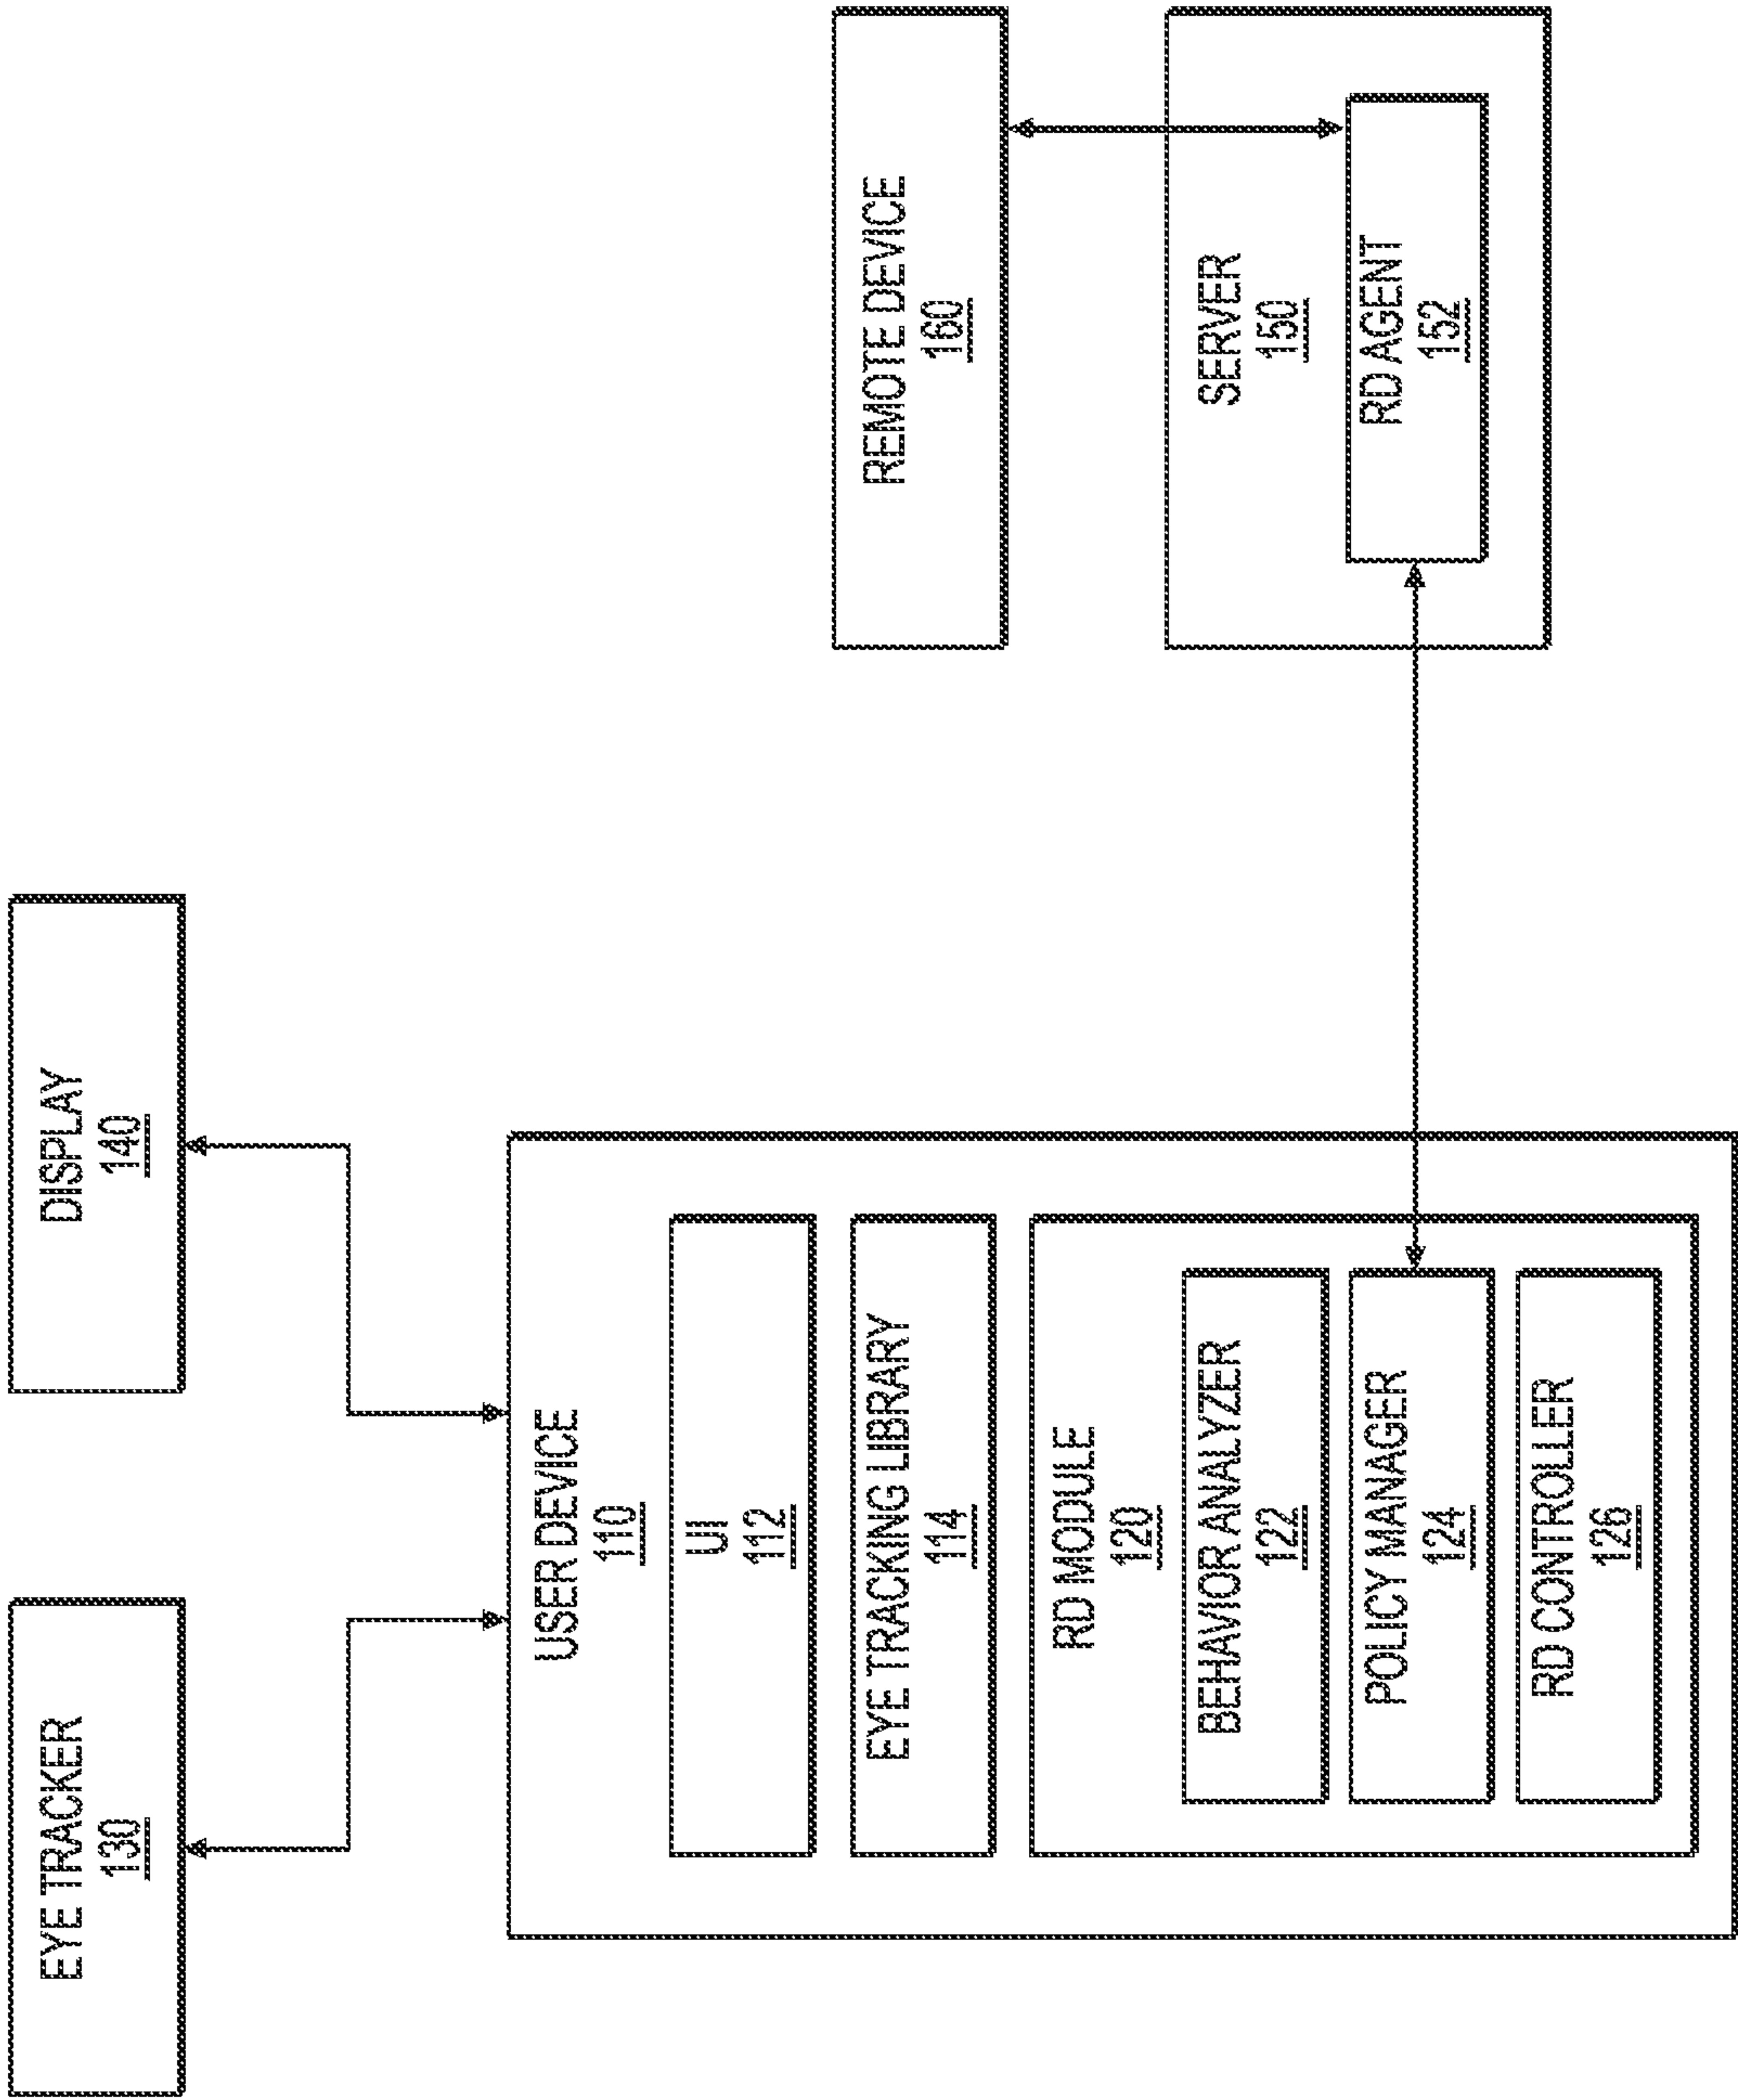 EYE TRACKER
130
DISPLAY
140
USER DEVICE
110
UI
112
EYE TRACKING LIBRARY
114
RD MODULE
120
BEHAVIOR ANALYZER
122
POLICY MANAGER
124
RD CONTROLLER
126
REMOTE DEVICE
160
SERVER
150
RD AGENT
152